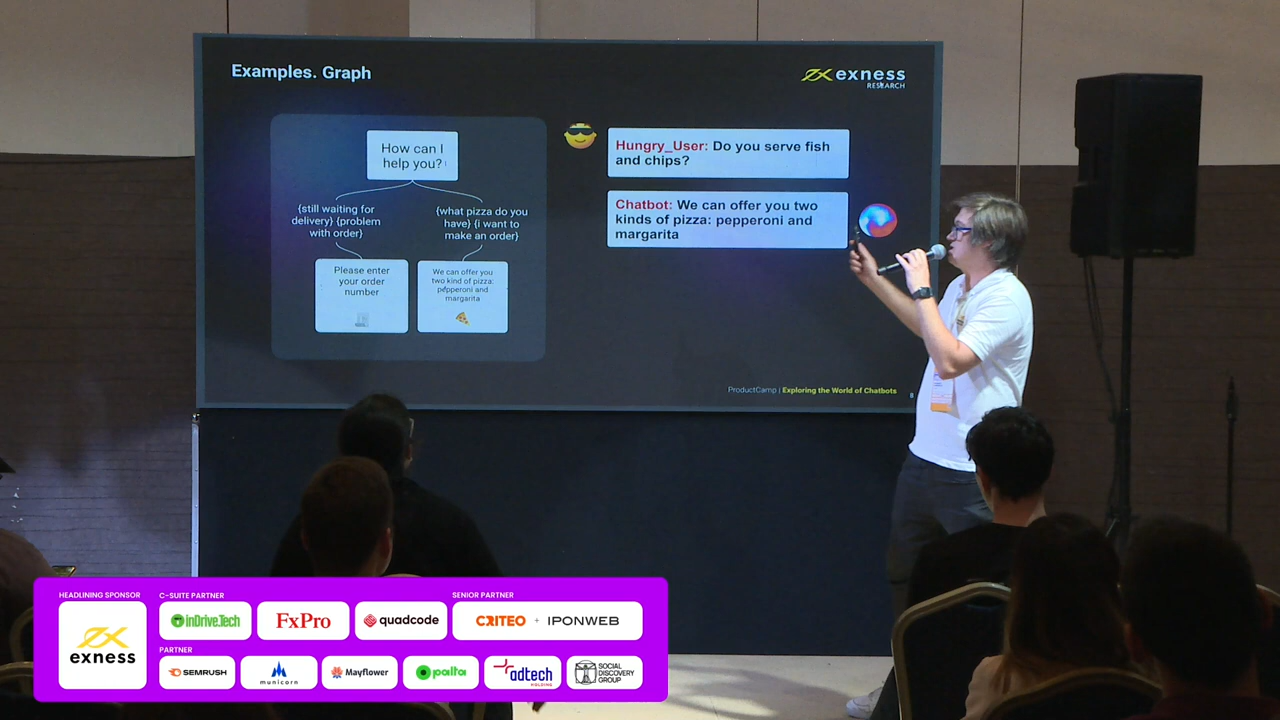 Examples. Graph
exness
RESEARCH
How can I
help you?
{still waiting for
delivery} {problem
with order}
{what pizza do you
have} {i want to
make an order}
Please enter
your order
number
We can offer you
two kind of pizza:
pepperoni and
margarita
Hungry_User: Do you serve fish
and chips?
Chatbot: We can offer you two
kinds of pizza: pepperoni and
margarita
ProductCamp | Exploring the World of Chatbots
8
HEADLINING SPONSOR
exness
C-SUITE PARTNER
inDrive.Tech
FxPro
quadcode
SENIOR PARTNER
CRITEO + IPONWEB
PARTNER
SEMRUSH
municorn
Mayflower
palta
adtech
HOLDING
SOCIAL
DISCOVERY
GROUP